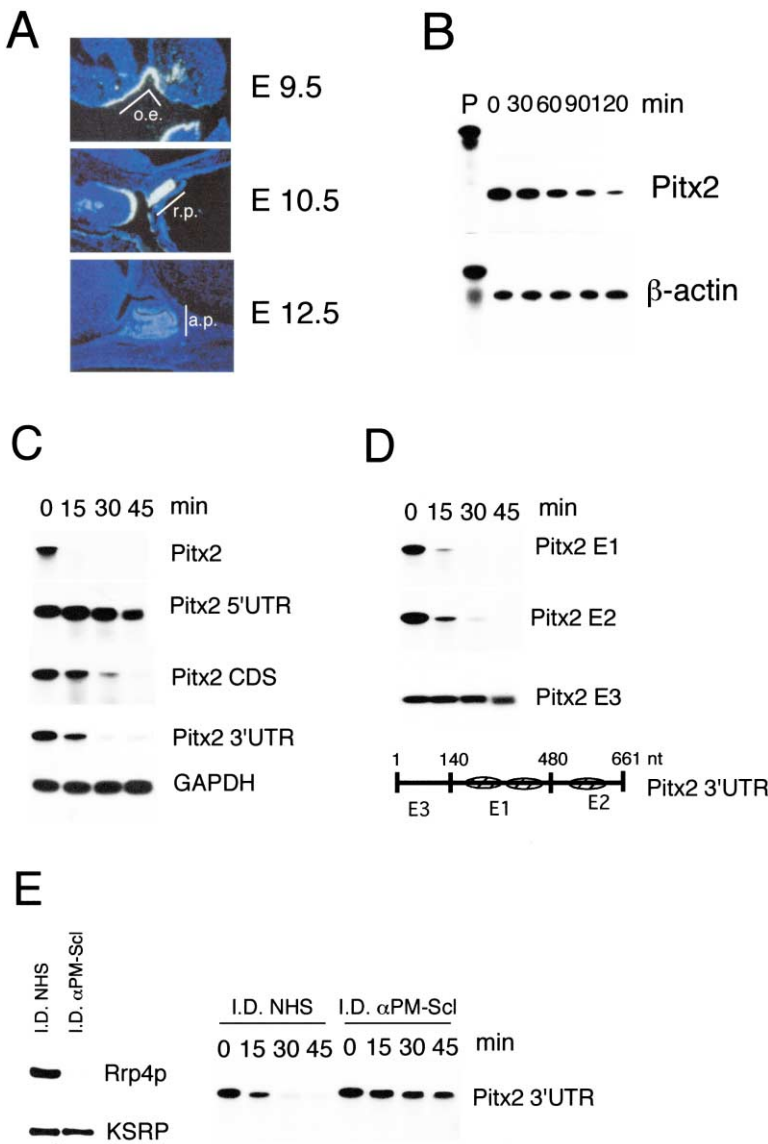 A
o.e.
E 9.5
r.p.
E 10.5
a.p.
E 12.5
B
P 0 30 60 90 120 min
Pitx2
β-actin
C
0 15 30 45 min
Pitx2
Pitx2 5'UTR
Pitx2 CDS
Pitx2 3'UTR
GAPDH
D
0 15 30 45 min
Pitx2 E1
Pitx2 E2
Pitx2 E3
1 140 480 661 nt
Pitx2 3'UTR
E3 E1 E2
E
I.D. NHS
I.D. αPM-Scl
Rrp4p
KSRP
I.D. NHS I.D. αPM-Scl
0 15 30 45 0 15 30 45 min
Pitx2 3'UTR